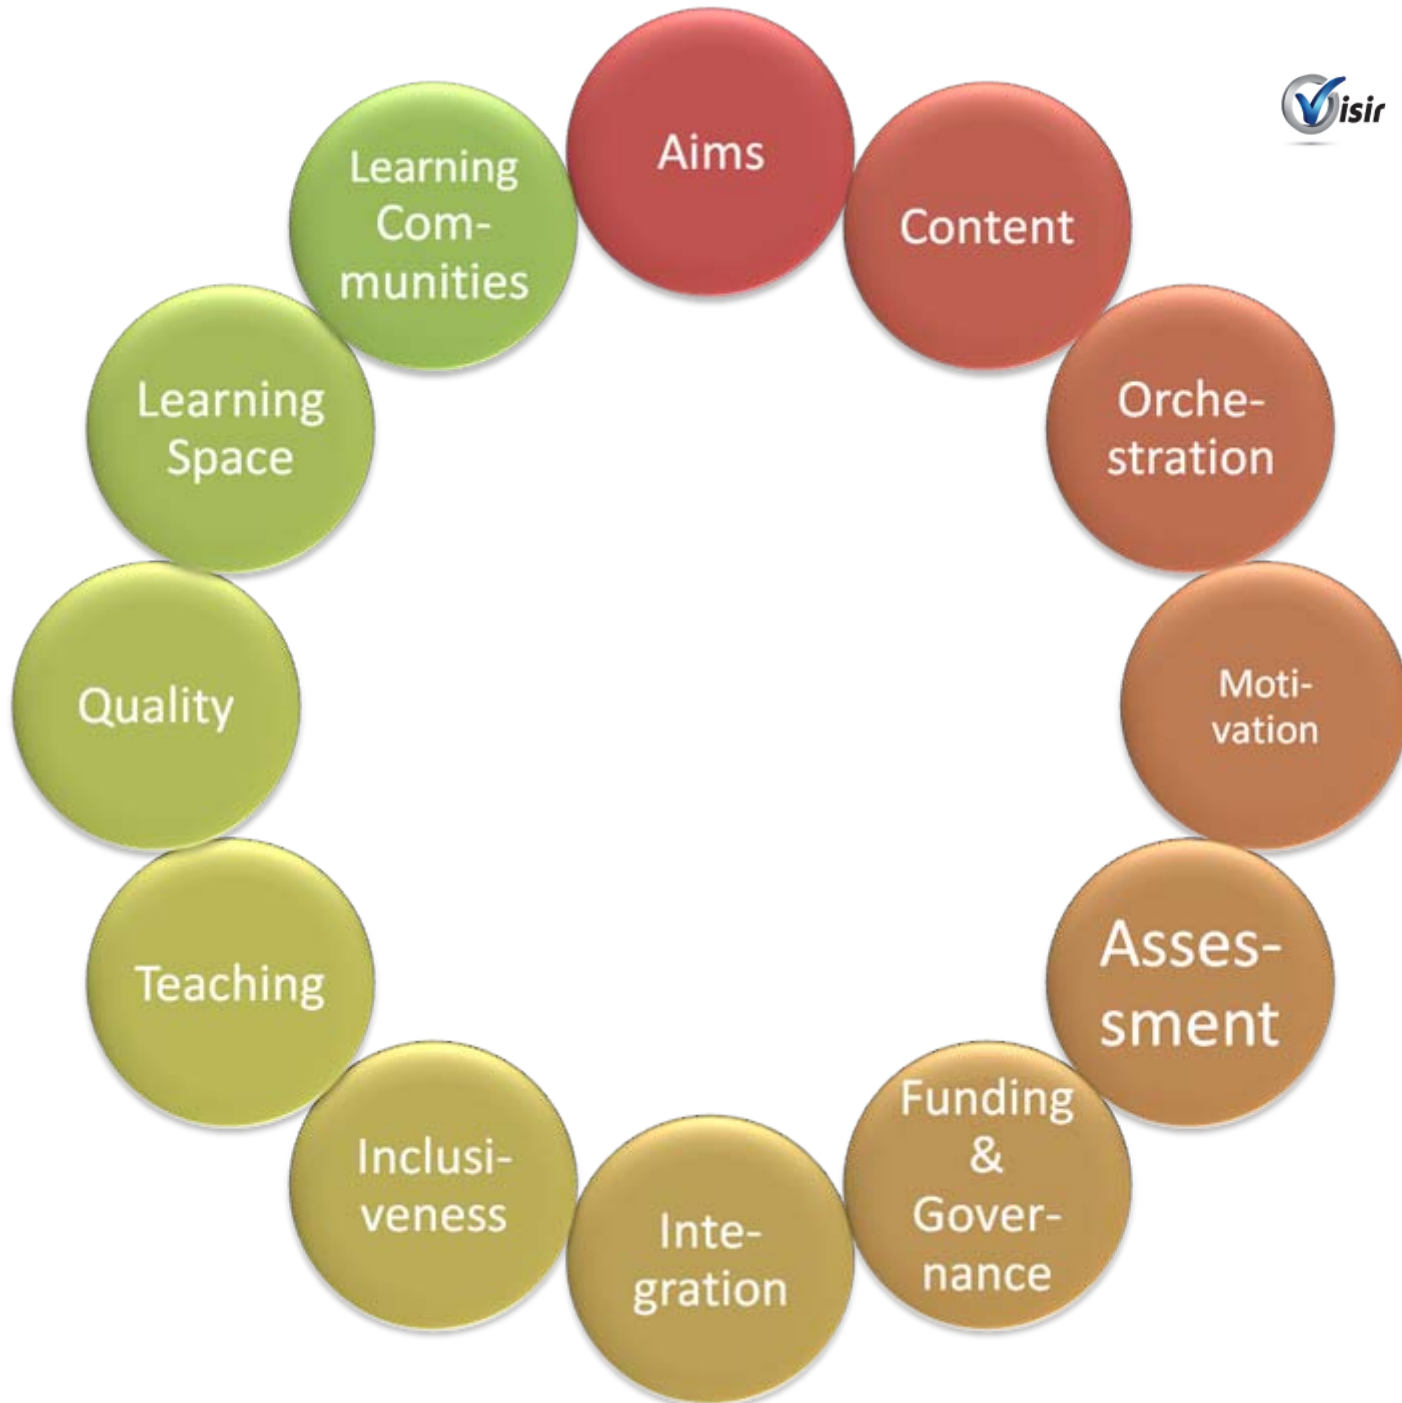 Aims
Content
Orche-
stration
Moti-
vation
Asses-
sment
Funding
&
Gover-
nance
Inte-
gration
Inclusi-
veness
Teaching
Quality
Learning
Space
Learning
Com-
munities
Visir